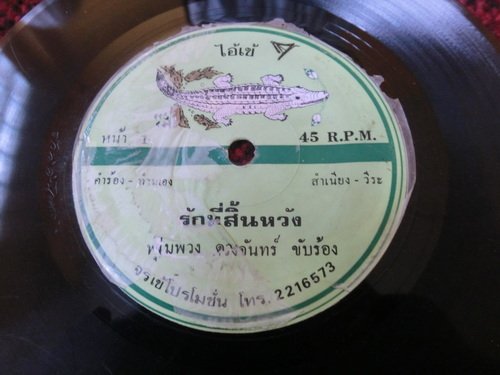 ไอ้เข้
หน้า 1
45 R.P.M.
คำร้อง - ทำนอง
สำเนียง - วีระ
รักที่สิ้นหวัง
พุ่มพวง ดวงจันทร์ ขับร้อง
จรเข้โปรโมชั่น โทร. 2216573